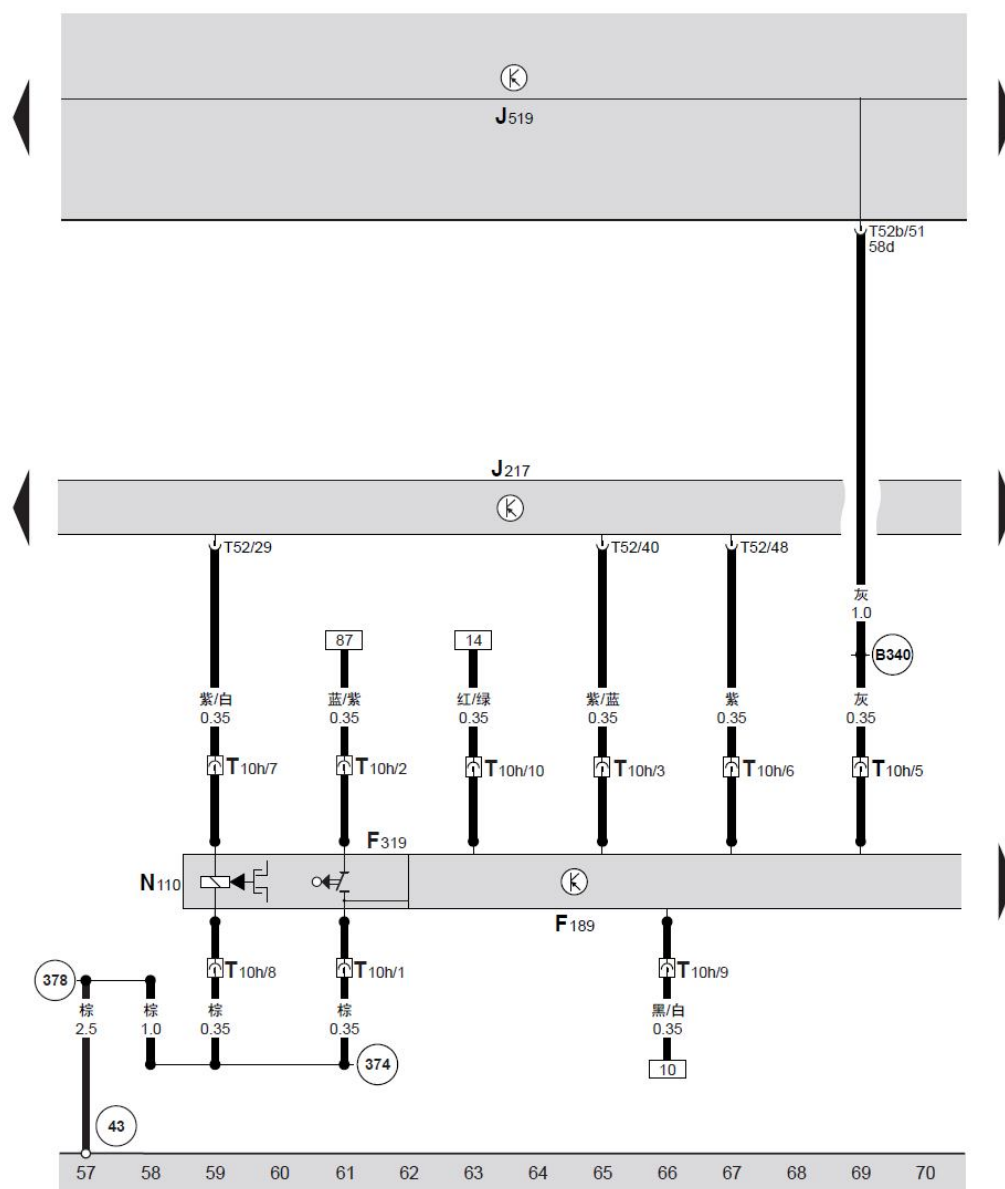 J519
T52b/51
58d
J217
T52/29
T52/40
T52/48
灰
1.0
B340
87
14
紫/白
0.35
蓝/紫
0.35
红/绿
0.35
紫/蓝
0.35
紫
0.35
灰
0.35
T10h/7
T10h/2
T10h/10
T10h/3
T10h/6
T10h/5
F319
N110
F189
T10h/8
T10h/1
T10h/9
378
棕
2.5
棕
1.0
棕
0.35
棕
0.35
黑/白
0.35
374
10
43
57 58 59 60 61 62 63 64 65 66 67 68 69 70